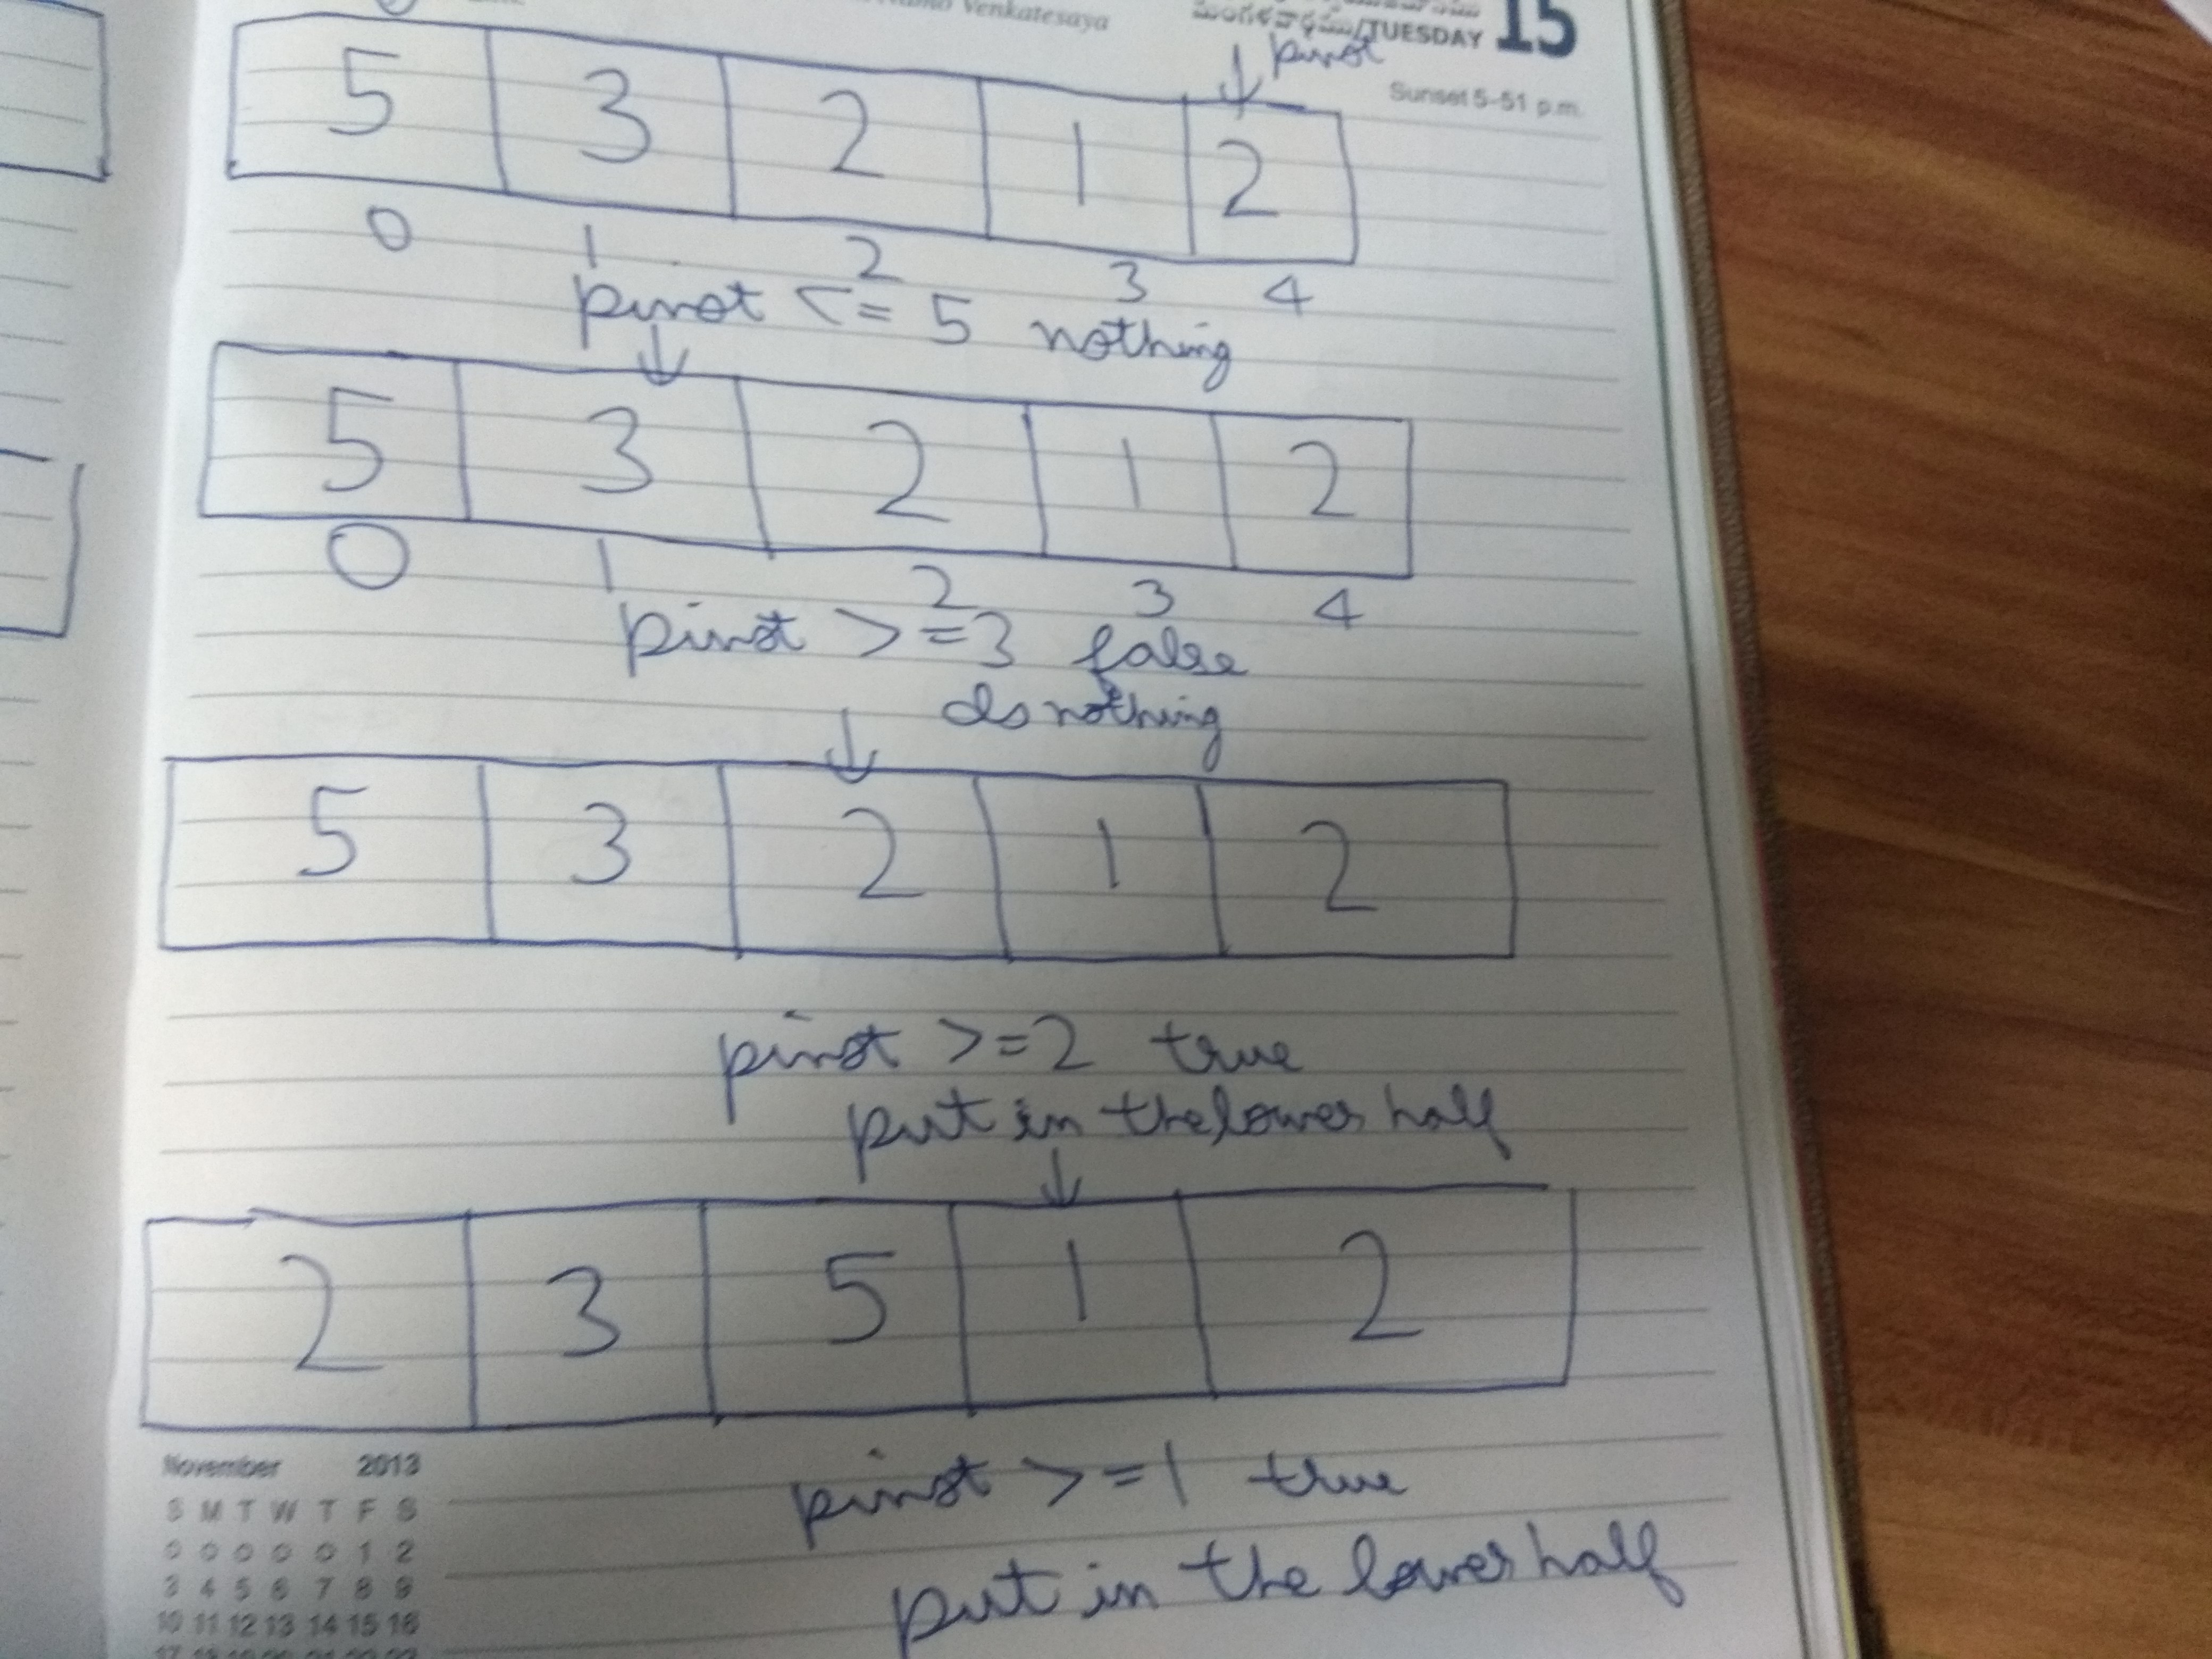 Venkatesaya
/TUESDAY 15
pivot
Sunset 5-51 p.m.
5 3 2 1 2
0 1 2 3 4
pivot <= 5 nothing
5 3 2 1 2
0 1 2 3 4
pivot >= 3 false
do nothing
5 3 2 1 2
pivot >= 2 true
put in the lower half
2 3 5 1 2
November 2013
S M T W T F S
0 0 0 0 0 1 2
3 4 5 6 7 8 9
10 11 12 13 14 15 16
pivot >= 1 true
put in the lower half